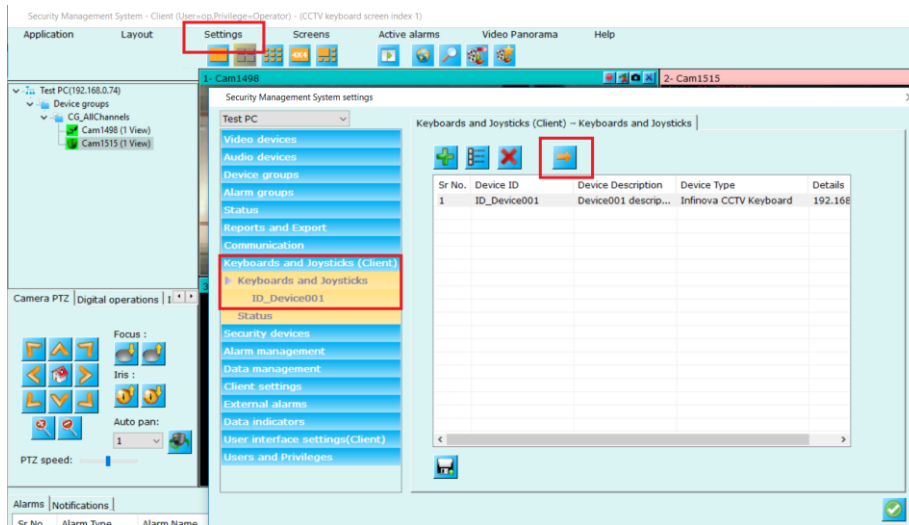 Security Management System - Client (User=op,Privilege=Operator) - (CCTV keyboard screen index 1)
Application Layout Settings Screens Active alarms Video Panorama Help
4X4
1- Cam1498
2- Cam1515
Test PC(192.168.0.74)
Device groups
CG_AllChannels
Cam1498 (1 View)
Cam1515 (1 View)
Security Management System settings
Test PC
Video devices
Audio devices
Device groups
Alarm groups
Status
Reports and Export
Communication
Keyboards and Joysticks (Client)
Keyboards and Joysticks
ID_Device001
Status
Security devices
Alarm management
Data management
Client settings
External alarms
Data indicators
User interface settings(Client)
Users and Privileges
Keyboards and Joysticks (Client) -- Keyboards and Joysticks
Sr No. Device ID Device Description Device Type Details
1 ID_Device001 Device001 descrip... Infinova CCTV Keyboard 192.168
3
Camera PTZ Digital operations
Focus :
Iris :
Auto pan:
1
PTZ speed:
Alarms Notifications
Sr No. Alarm Type Alarm Name